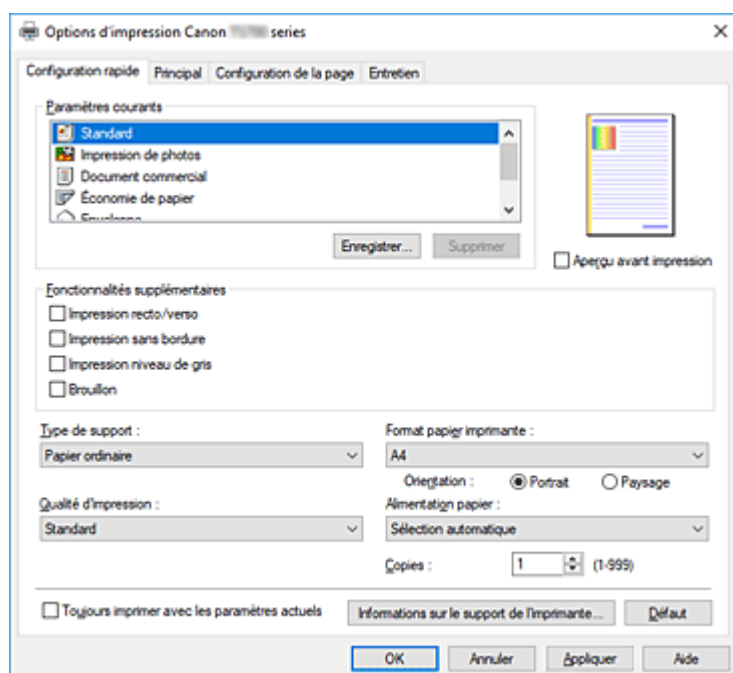 Options d'impression Canon series
Configuration rapide Principal Configuration de la page Entretien
Paramètres courants
Standard
Impression de photos
Document commercial
Économie de papier
Enregistrer... Supprimer
Aperçu avant impression
Fonctionnalités supplémentaires
Impression recto/verso
Impression sans bordure
Impression niveau de gris
Brouillon
Type de support :
Papier ordinaire
Format papier imprimante :
A4
Orientation : Portrait Paysage
Qualité d'impression :
Standard
Alimentation papier :
Sélection automatique
Copies : 1 (1-999)
Toujours imprimer avec les paramètres actuels Informations sur le support de l'imprimante... Défaut
OK Annuler Appliquer Aide